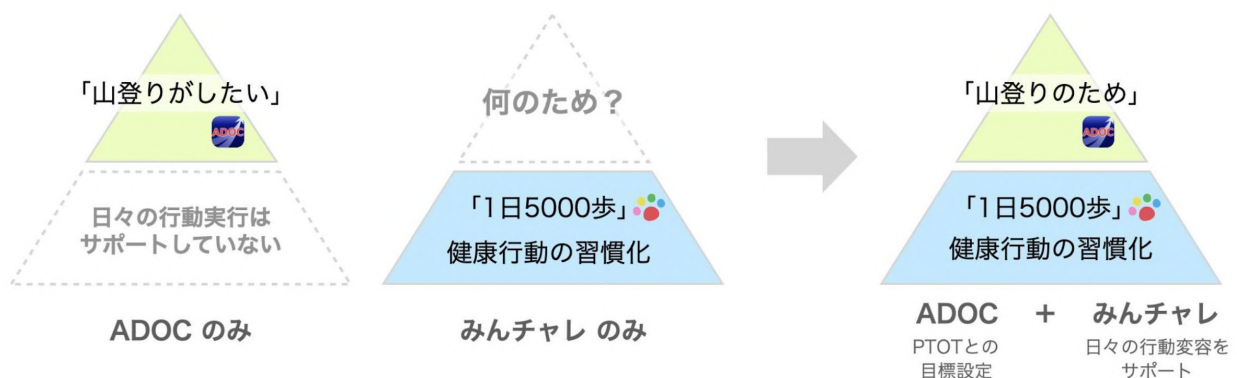 「山登りがしたい」
ADOC
日々の行動実行は
サポートしていない
ADOC のみ
何のため？
「1日5000歩」
健康行動の習慣化
みんチャレ のみ
「山登りのため」
ADOC
「1日5000歩」
健康行動の習慣化
ADOC + みんチャレ
PTOTとの
目標設定
日々の行動変容を
サポート